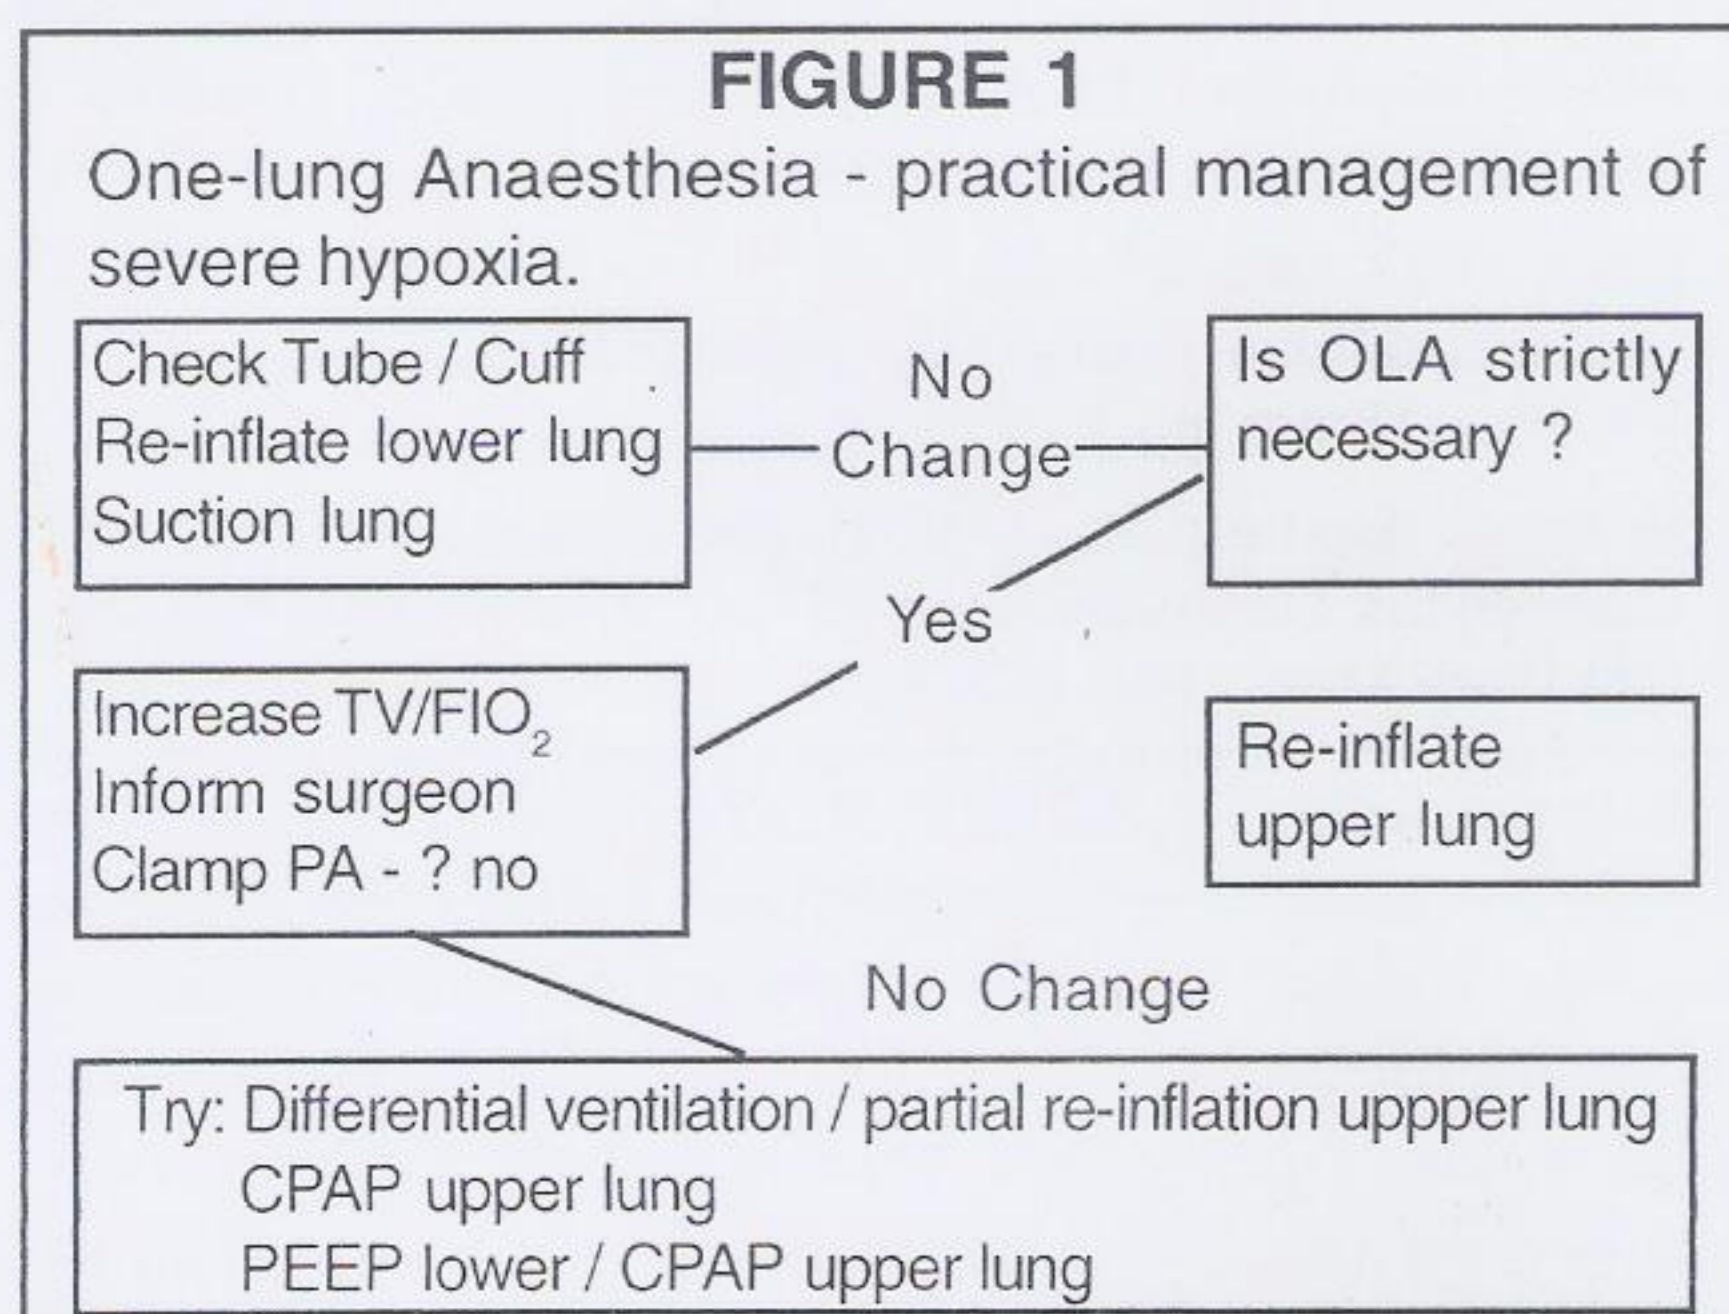 FIGURE 1
One-lung Anaesthesia - practical management of
severe hypoxia.
Check Tube / Cuff
Re-inflate lower lung
Suction lung
No
Change
Is OLA strictly
necessary ?
Yes
Increase TV/FIO₂
Inform surgeon
Clamp PA - ? no
Re-inflate
upper lung
No Change
Try: Differential ventilation / partial re-inflation uppper lung
CPAP upper lung
PEEP lower / CPAP upper lung